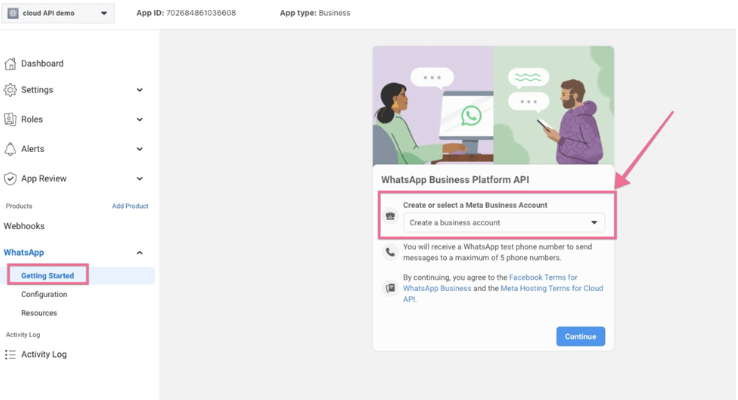 cloud API demo
App ID: 702684861036608
App type: Business
Dashboard
Settings
Roles
Alerts
App Review
Products
Add Product
Webhooks
WhatsApp
Getting Started
Configuration
Resources
Activity Log
Activity Log
WhatsApp Business Platform API
Create or select a Meta Business Account
Create a business account
You will receive a WhatsApp test phone number to send
messages to a maximum of 5 phone numbers.
By continuing, you agree to the Facebook Terms for
WhatsApp Business and the Meta Hosting Terms for Cloud
API.
Continue